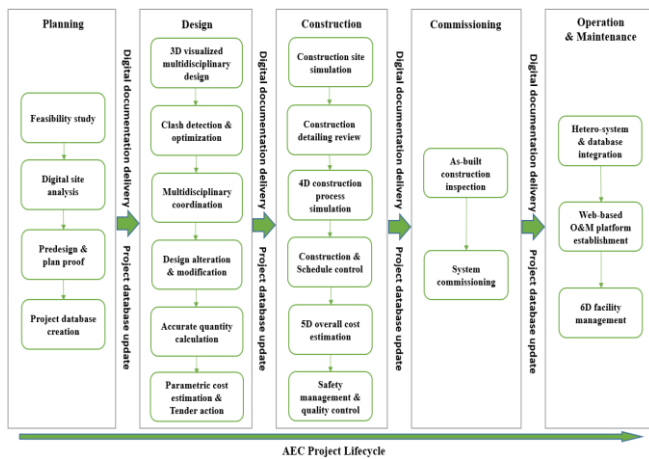 Planning
Feasibility study
Digital site
analysis
Predesign &
plan proof
Project database
creation
Digital documentation delivery
Project database update
Design
3D visualized
multidisciplinary
design
Clash detection &
optimization
Multidisciplinary
coordination
Design alteration
& modification
Accurate quantity
calculation
Parametric cost
estimation &
Tender action
Digital documentation delivery
Project database update
Construction
Construction site
simulation
Construction
detailing review
4D construction
process simulation
Construction &
Schedule control
5D overall cost
estimation
Safety
management &
quality control
Digital documentation delivery
Project database update
Commissioning
As-built
construction
inspection
System
commissioning
Digital documentation delivery
Project database update
Operation
& Maintenance
Hetero-system
& database
integration
Web-based
O&M platform
establishment
6D facility
management
AEC Project Lifecycle